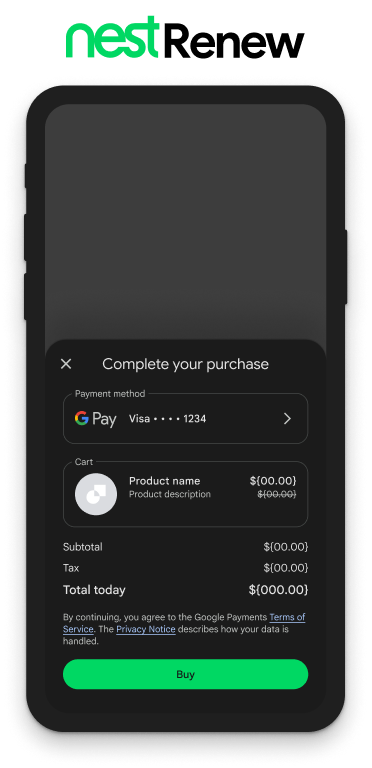 nest Renew
Complete your purchase
Payment method
G Pay Visa •••• 1234
Cart
Product name ${00.00}
Product description ${00.00}
Subtotal ${00.00}
Tax ${00.00}
Total today ${000.00}
By continuing, you agree to the Google Payments Terms of
Service. The Privacy Notice describes how your data is
handled.
Buy